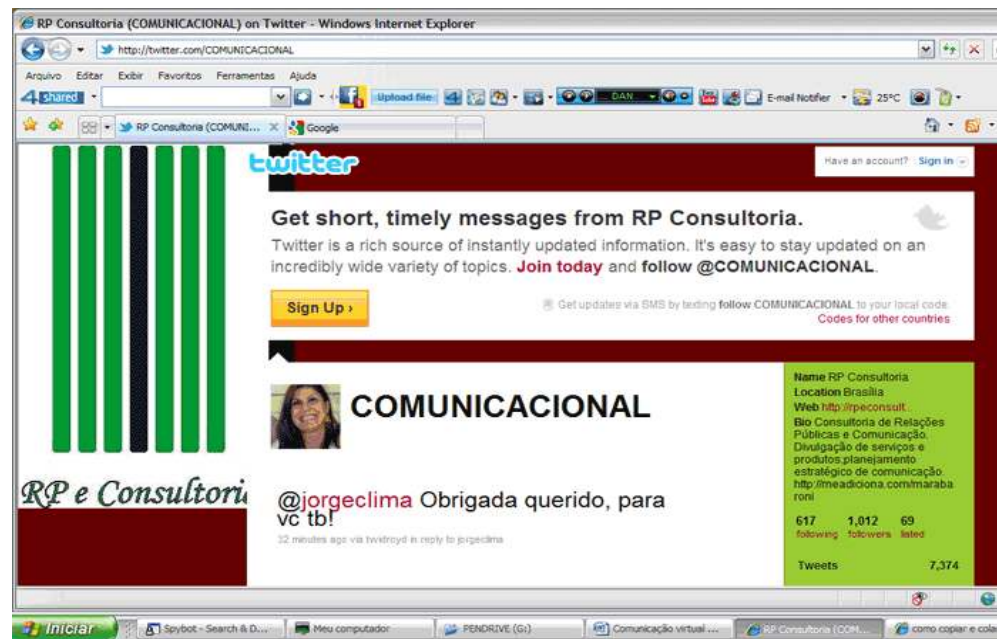 RP Consultoria (COMUNICACIONAL) on Twitter - Windows Internet Explorer
http://twitter.com/COMUNICACIONAL
Arquivo Editar Exibir Favoritos Ferramentas Ajuda
4shared Upload file DAN E-mail Notifier 25°C
RP Consultoria (COMUNI... Google
twitter
Have an account? Sign in
Get short, timely messages from RP Consultoria.
Twitter is a rich source of instantly updated information. It's easy to stay updated on an
incredibly wide variety of topics. Join today and follow @COMUNICACIONAL.
Sign Up ›
Get updates via SMS by texting follow COMUNICACIONAL to your local code.
Codes for other countries
RP e Consultori
COMUNICACIONAL
@jorgeclima Obrigada querido, para
vc tb!
32 minutes ago via twidroyd in reply to jorgeclima
Name RP Consultoria
Location Brasília
Web http://rpeconsult...
Bio Consultoria de Relações
Públicas e Comunicação.
Divulgação de serviços e
produtos;planejamento
estratégico de comunicação.
http://meadiciona.com/maraba
roni
617 1,012 69
following followers listed
Tweets 7,374
Iniciar Spybot - Search & D... Meu computador PENDRIVE (G:) Comunicação virtual ... RP Consultoria (COM... como copiar e cola